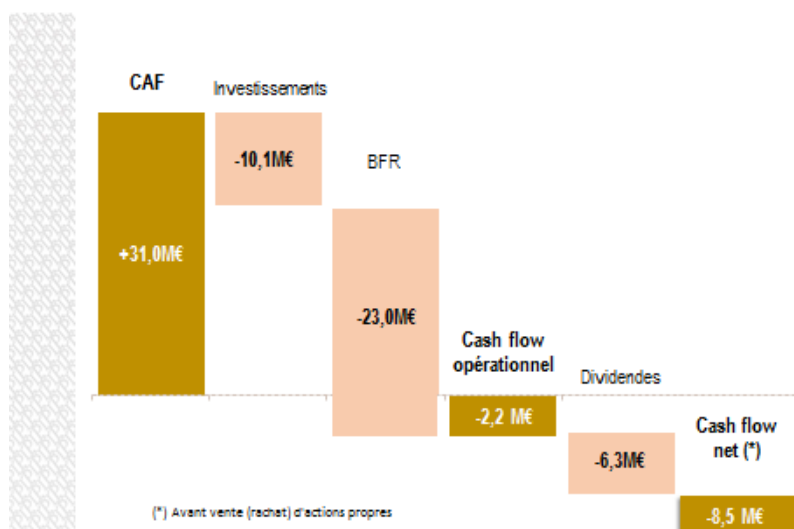 CAF
Investissements
-10,1M€
BFR
+31,0M€
-23,0M€
Cash flow
opérationnel
Dividendes
-2,2 M€
Cash flow
net (*)
-6,3M€
(*) Avant vente (rachat) d'actions propres
-8,5 M€